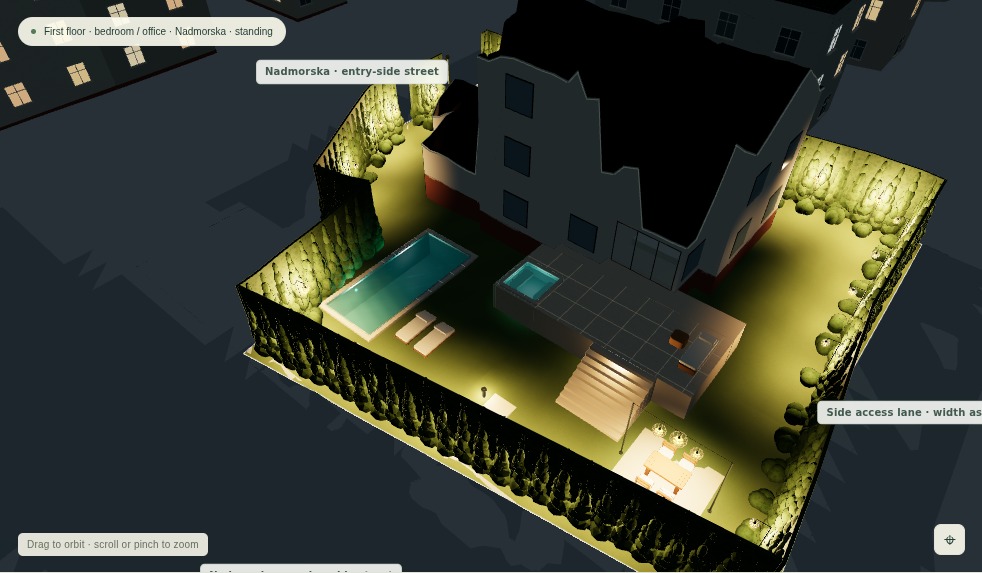 First floor · bedroom / office · Nadmorska · standing
Nadmorska · entry-side street
Side access lane · width as
Drag to orbit · scroll or pinch to zoom